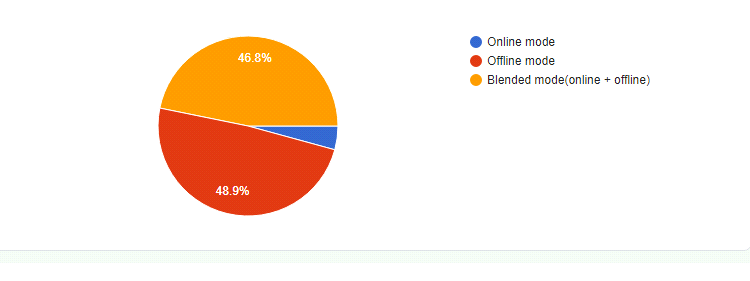 46.8%
48.9%
Online mode
Offline mode
Blended mode(online + offline)